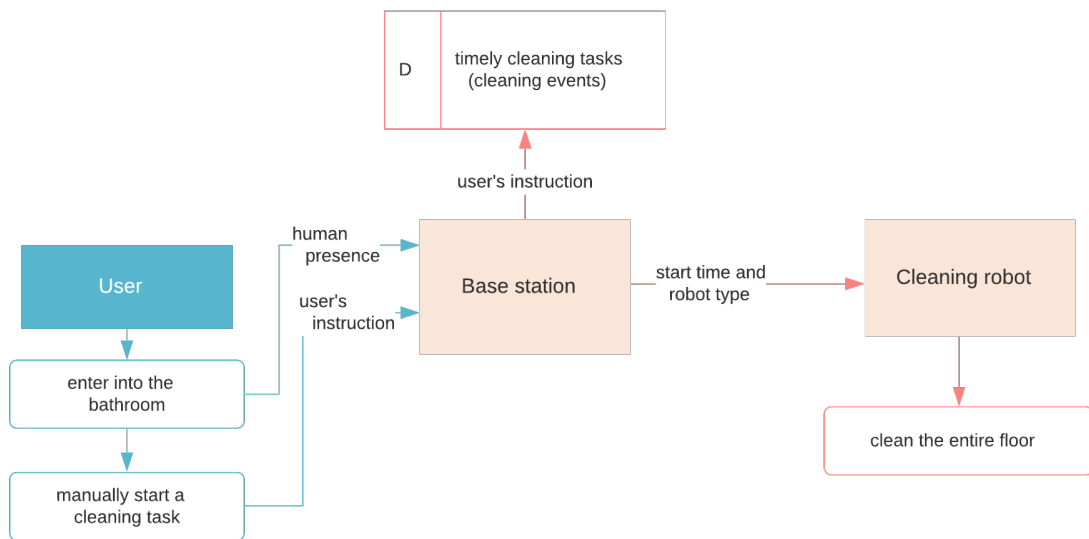 D
timely cleaning tasks
(cleaning events)
user's instruction
human
presence
User
Base station
start time and
robot type
Cleaning robot
user's
instruction
enter into the
bathroom
clean the entire floor
manually start a
cleaning task